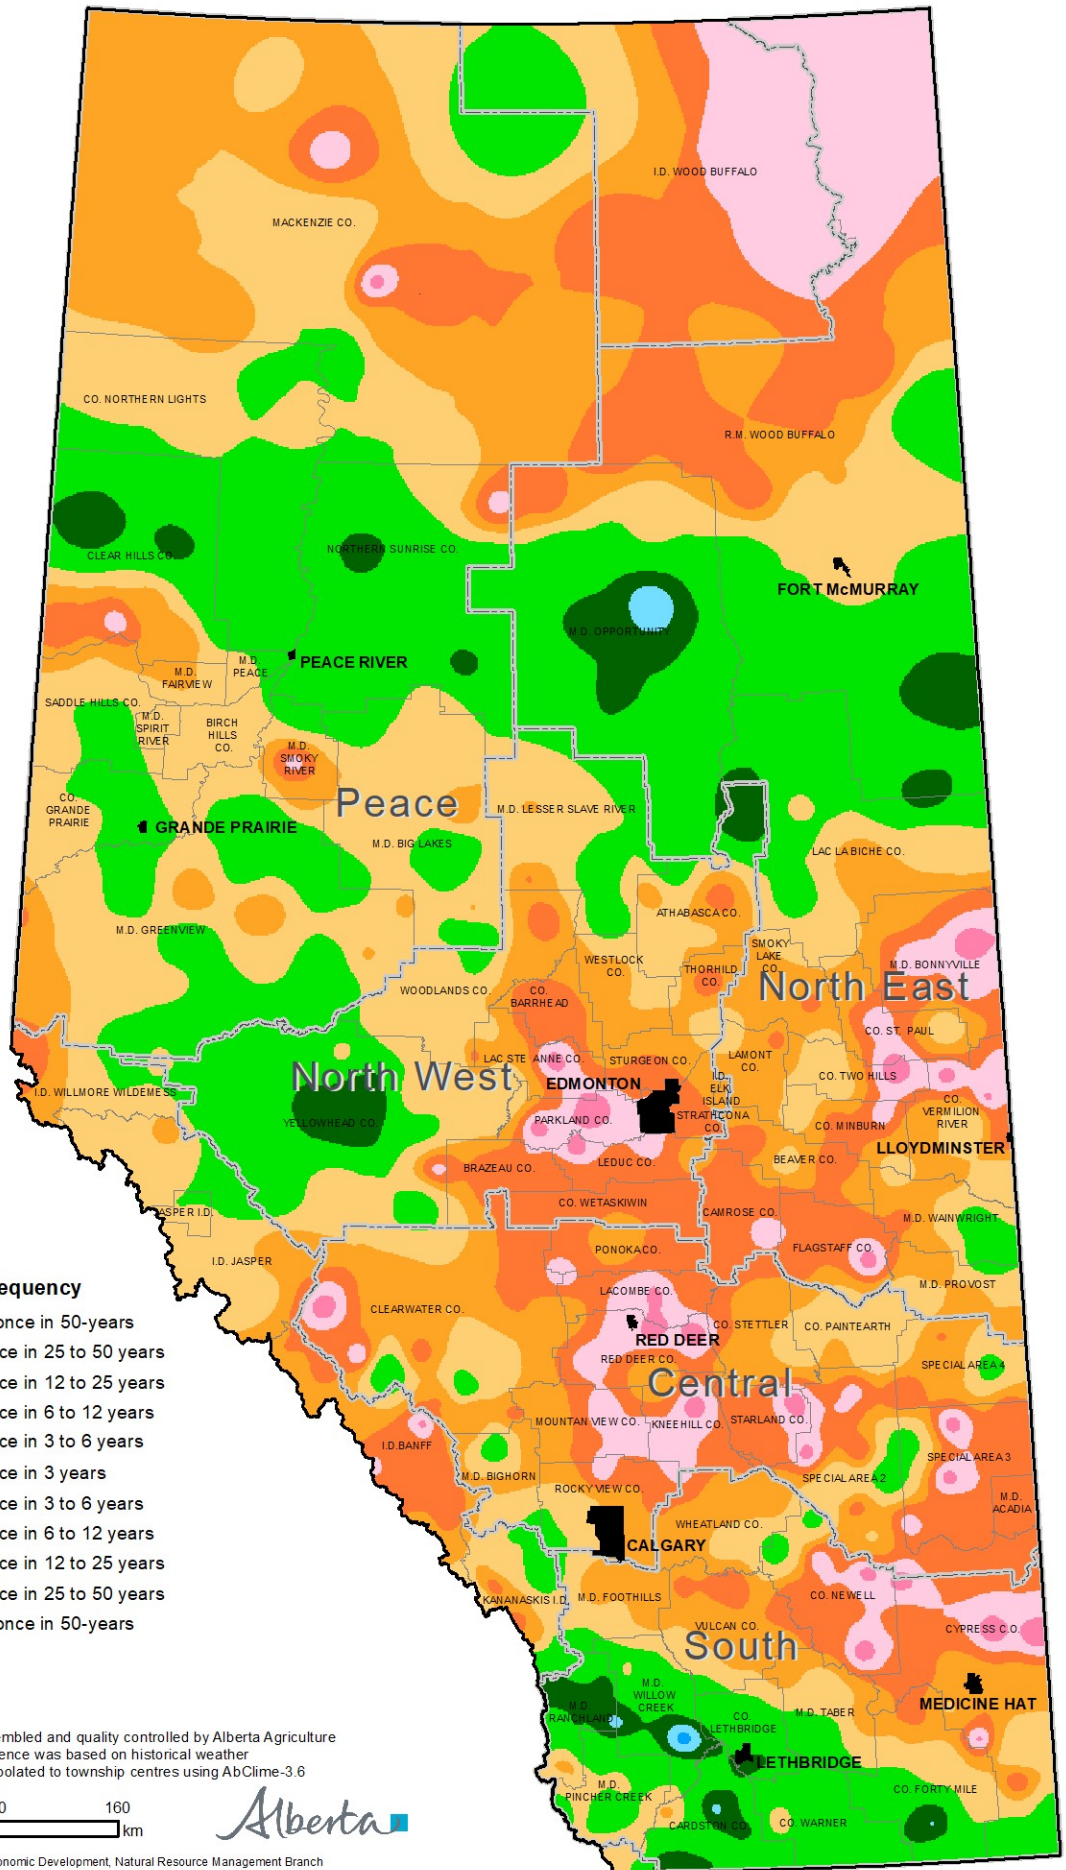 I.D. WOOD BUFFALO
MACKENZIE CO.
CO. NORTHERN LIGHTS
R.M. WOOD BUFFALO
CLEAR HILLS CO.
NORTHERN SUNRISE CO.
FORT McMURRAY
M.D. OPPORTUNITY
PEACE RIVER
M.D.
PEACE
M.D.
FAIRVIEW
SADDLE HILLS CO.
M.D.
SPIRIT
RIVER
BIRCH
HILLS
CO.
M.D.
SMOKY
RIVER
CO.
GRANDE
PRAIRIE
Peace
M.D. LESSER SLAVE RIVER
GRANDE PRAIRIE
M.D. BIG LAKES
LAC LA BICHE CO.
ATHABASCA CO.
M.D. GREENVIEW
WESTLOCK
CO.
SMOKY
LAKE
CO.
M.D. BONNYVILLE
THORHILD
CO.
North East
WOODLANDS CO.
CO.
BARRHEAD
CO. ST. PAUL
LAC STE ANNE CO.
STURGEON CO.
LAMONT
CO.
North West
EDMONTON
CO. TWO HILLS
I.D.
ELK
ISLAND
I.D. WILLMORE WILDERNESS
STRATHCONA
CO.
CO.
VERMILION
RIVER
YELLOWHEAD CO.
PARKLAND CO.
CO. MINBURN
LLOYDMINSTER
LEDUC CO.
BEAVER CO.
BRAZEAU CO.
CO. WETASKIWIN
JASPER I.D.
CAMROSE CO.
M.D. WAINWRIGHT
PONOKA CO.
FLAGSTAFF CO.
I.D. JASPER
M.D. PROVOST
equency
LACOMBE CO.
CLEARWATER CO.
once in 50-years
CO. STETTLER
CO. PAINTEARTH
RED DEER
ce in 25 to 50 years
RED DEER CO.
SPECIAL AREA 4
ce in 12 to 25 years
Central
ce in 6 to 12 years
MOUNTAN VIEW CO.
KNEEHILL CO.
STARLAND CO.
ce in 3 to 6 years
I.D.BANFF
SPECIAL AREA 3
ce in 3 years
M.D. BIGHORN
SPECIAL AREA 2
ROCKY VIEW CO.
M.D.
ACADIA
ce in 3 to 6 years
WHEATLAND CO.
ce in 6 to 12 years
CALGARY
ce in 12 to 25 years
ce in 25 to 50 years
KANANASKIS I.D.
M.D. FOOTHILLS
CO. NEWELL
once in 50-years
VULCAN CO.
CYPRESS C.O.
South
M.D.
WILLOW
CREEK
M.D.
RANCHLAND
MEDICINE HAT
CO.
LETHBRIDGE
M.D. TABER
mbled and quality controlled by Alberta Agriculture
ence was based on historical weather
polated to township centres using AbClime-3.6
LETHBRIDGE
M.D.
PINCHER CREEK
CO. FORTY MILE
0 160
km
Alberta
CARDSTON CO.
CO. WARNER
onomic Development, Natural Resource Management Branch